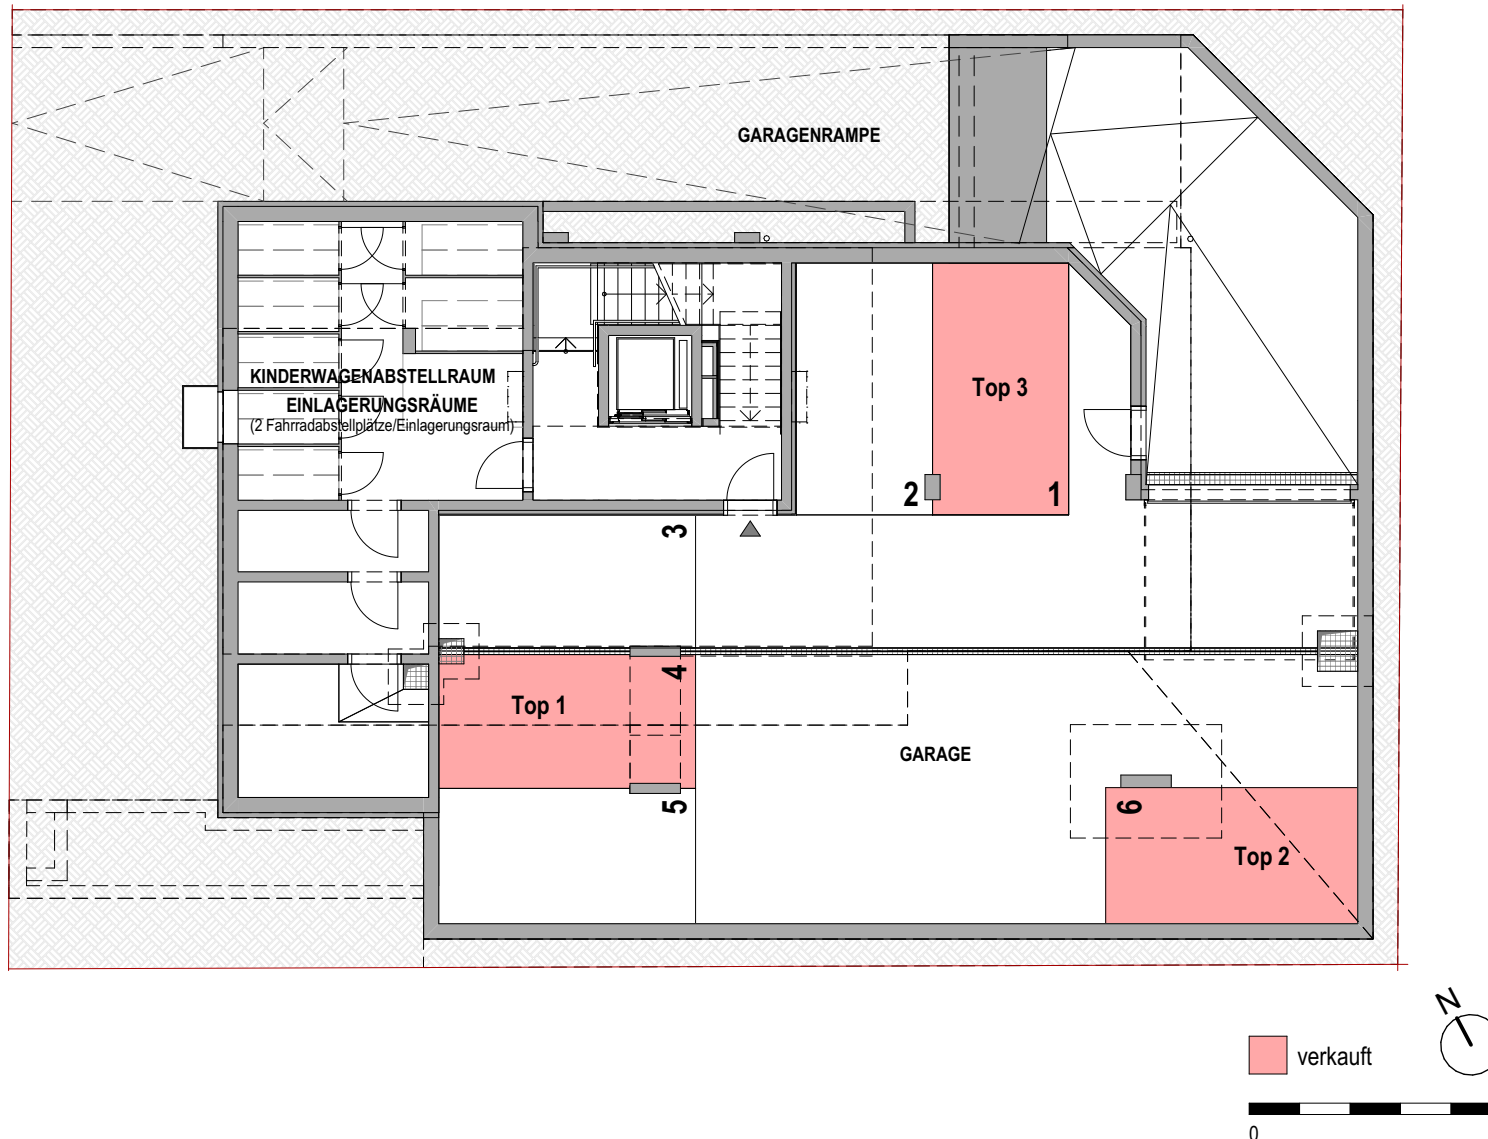 GARAGENRAMPE
KINDERWAGENABSTELLRAUM
EINLAGERUNGSRÄUME
(2 Fahrradabstellplätze/Einlagerungsraum)
Top 3
2
1
3
4
Top 1
GARAGE
5
6
Top 2
N
verkauft
0